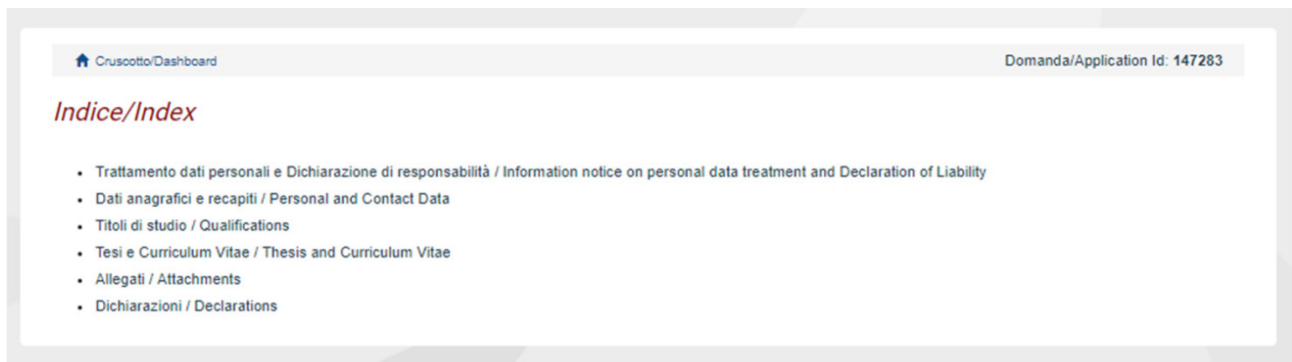 Cruscotto/Dashboard
Domanda/Application Id: 147283
Indice/Index
Trattamento dati personali e Dichiarazione di responsabilità / Information notice on personal data treatment and Declaration of Liability
Dati anagrafici e recapiti / Personal and Contact Data
Titoli di studio / Qualifications
Tesi e Curriculum Vitae / Thesis and Curriculum Vitae
Allegati / Attachments
Dichiarazioni / Declarations